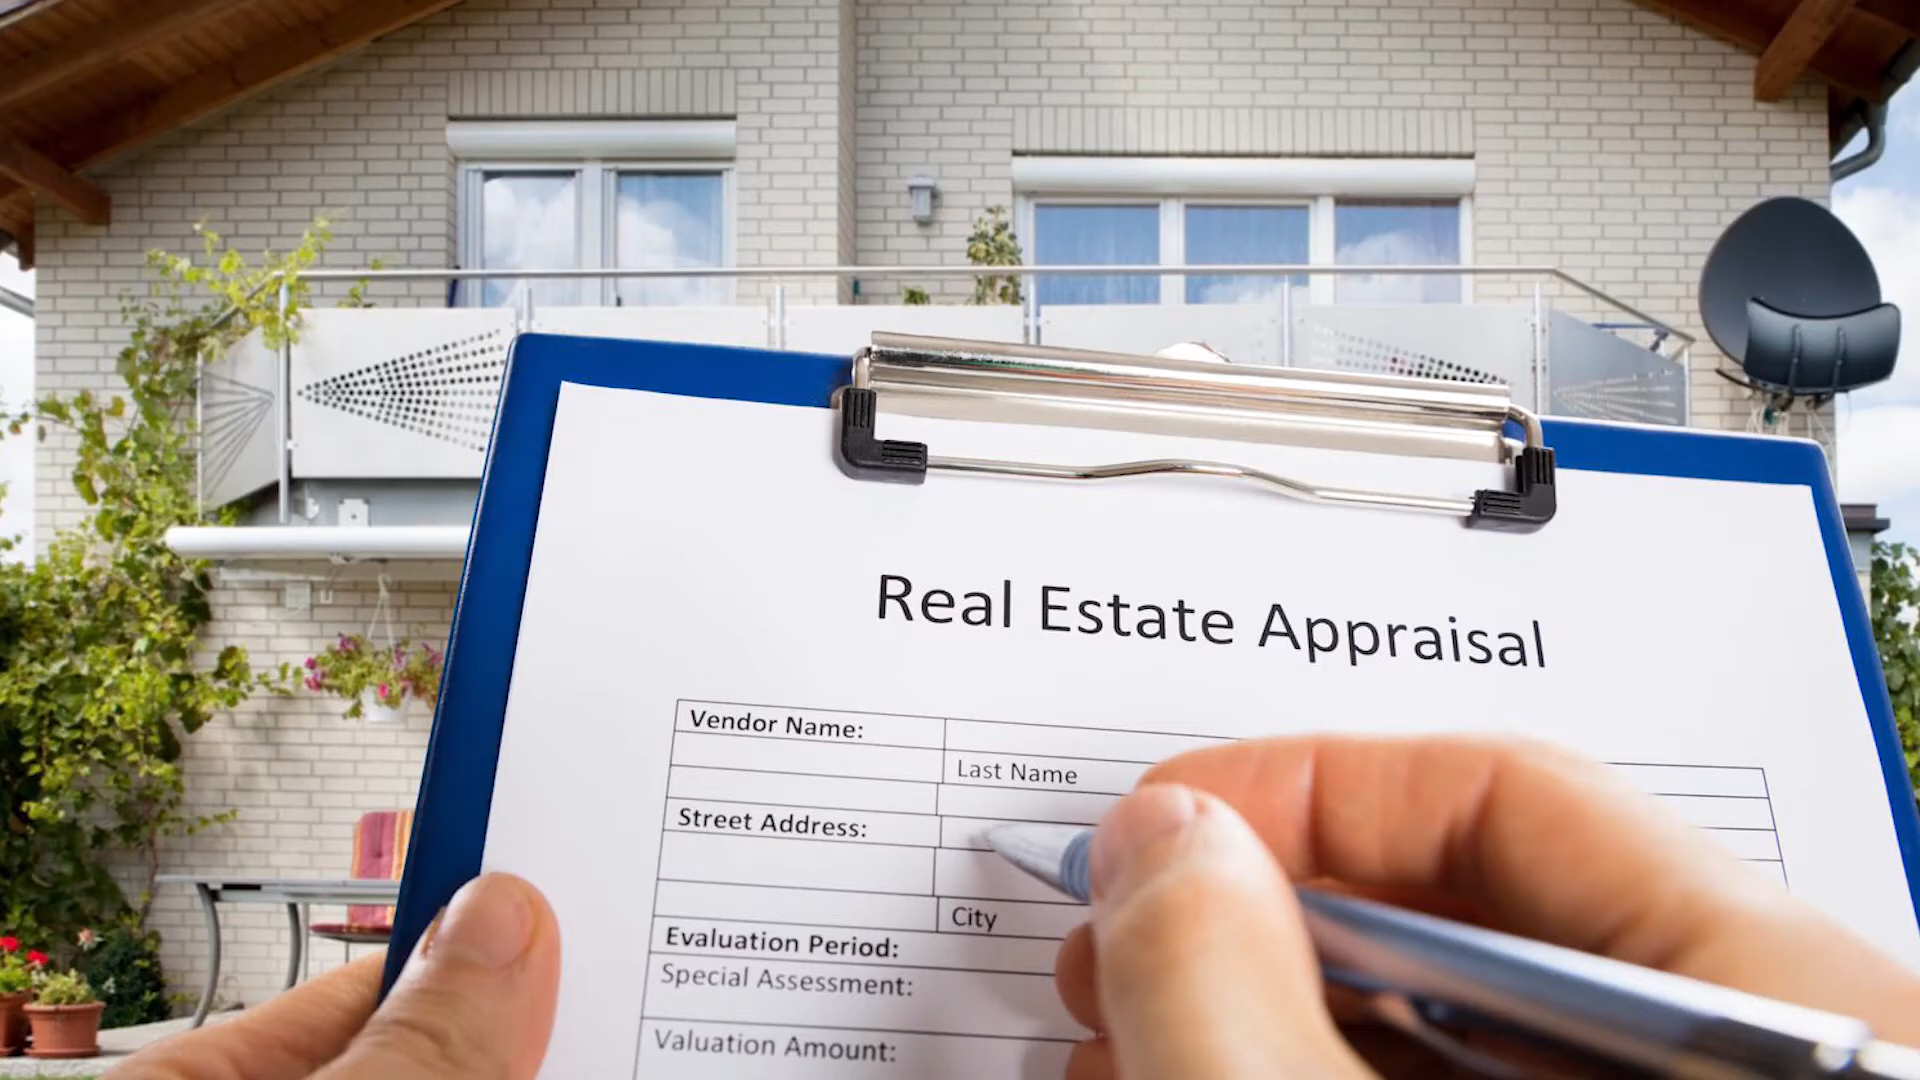 Real Estate Appraisal
Vendor Name:
Last Name
Street Address:
City
Evaluation Period:
Special Assessment:
Valuation Amount: